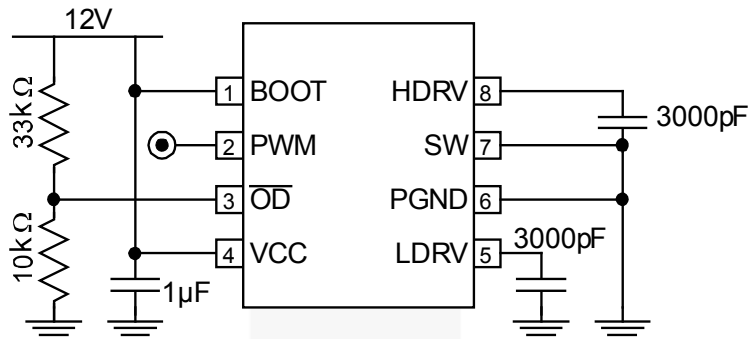 12V
33kΩ
10kΩ
1µF
1 BOOT
2 PWM
3 O̅D̅
4 VCC
HDRV 8
SW 7
PGND 6
LDRV 5
3000pF
3000pF